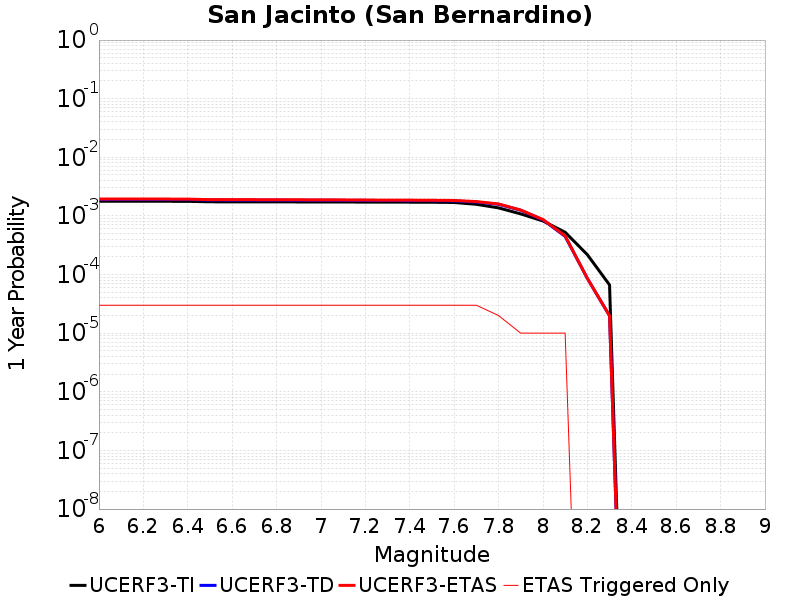 San Jacinto (San Bernardino)
10^0
10^-1
10^-2
10^-3
10^-4
10^-5
10^-6
10^-7
10^-8
1 Year Probability
6 6.2 6.4 6.6 6.8 7 7.2 7.4 7.6 7.8 8 8.2 8.4 8.6 8.8 9
Magnitude
UCERF3-TI UCERF3-TD UCERF3-ETAS ETAS Triggered Only